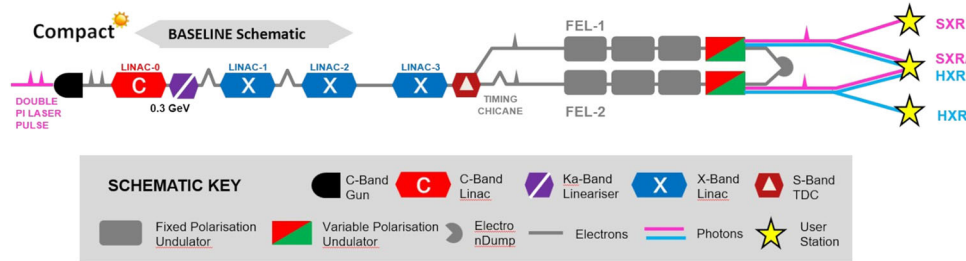 Compact
BASELINE Schematic
FEL-1
SXR
LINAC-0
LINAC-1
LINAC-2
LINAC-3
SXR
HXR
C
X
X
X
0.3 GeV
DOUBLE
PI LASER
PULSE
TIMING
CHICANE
FEL-2
HXR
SCHEMATIC KEY
C-Band
Gun
C
C-Band
Linac
Ka-Band
Lineariser
X
X-Band
Linac
S-Band
TDC
Fixed Polarisation
Undulator
Variable Polarisation
Undulator
Electro
nDump
Electrons
Photons
User
Station